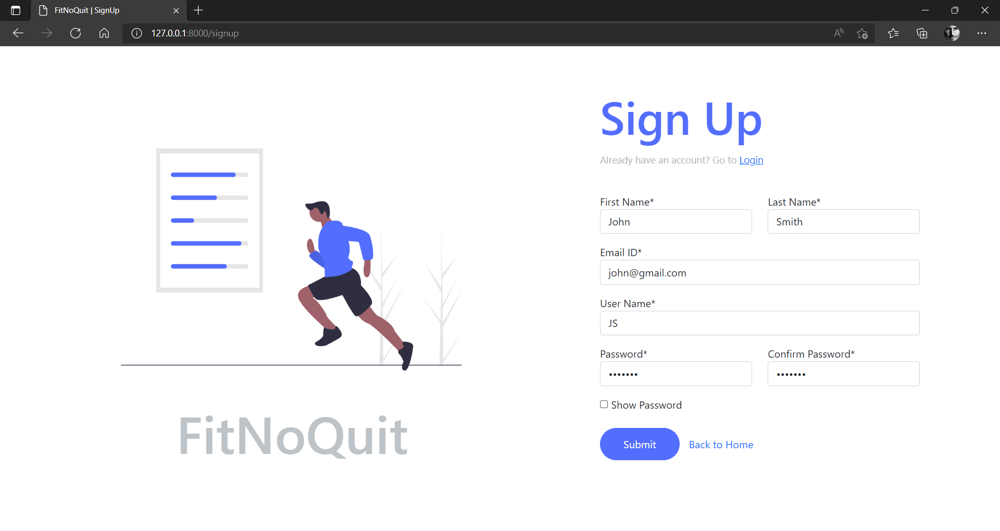 FitNoQuit | SignUp
127.0.0.1:8000/signup
Sign Up
Already have an account? Go to Login
First Name*
Last Name*
John
Smith
Email ID*
john@gmail.com
User Name*
JS
Password*
Confirm Password*
•••••••
•••••••
Show Password
Submit
Back to Home
FitNoQuit